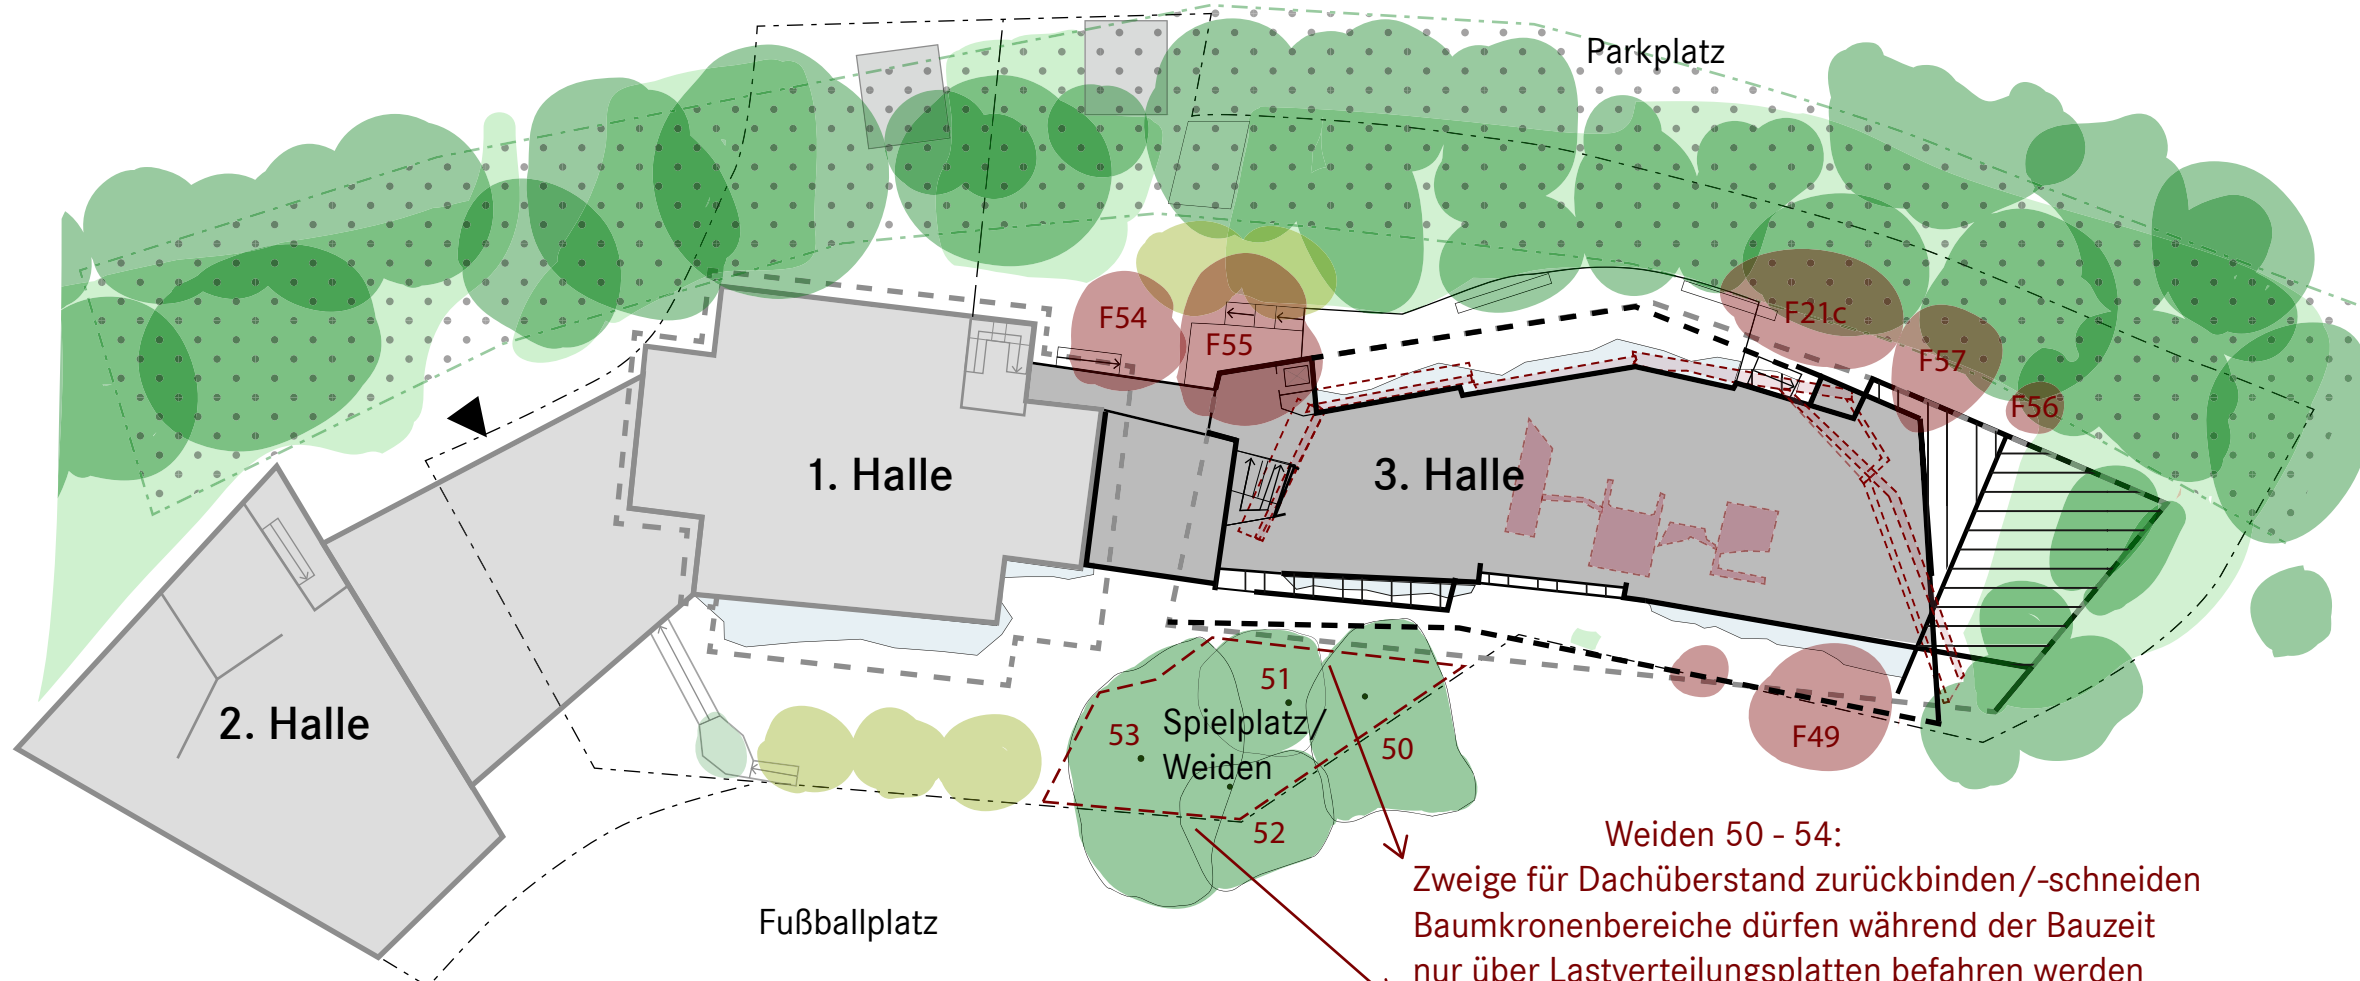 Parkplatz
F54
F55
F21c
F57
F56
1. Halle
3. Halle
2. Halle
51
53
Spielplatz/
Weiden
50
52
F49
Fußballplatz
Weiden 50 - 54:
Zweige für Dachüberstand zurückbinden/-schneiden
Baumkronenbereiche dürfen während der Bauzeit
nur über Lastverteilungsplatten befahren werden